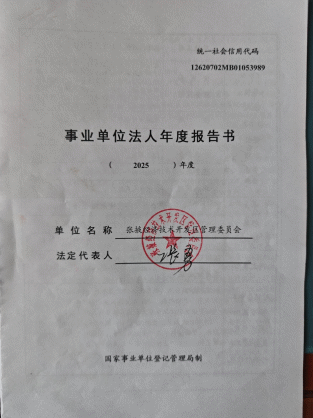 统一社会信用代码
12620702MB01053989
事业单位法人年度报告书
（ 2025 ）年度
单位名称 张掖经济技术开发区管理委员会
法定代表人
国家事业单位登记管理局制